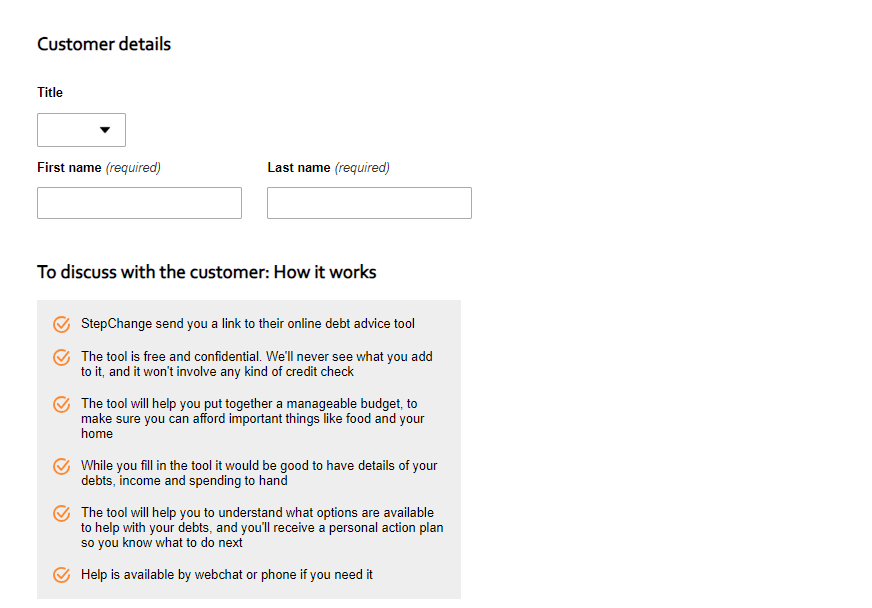 Customer details
Title
First name (required) Last name (required)
To discuss with the customer: How it works
StepChange send you a link to their online debt advice tool
The tool is free and confidential. We'll never see what you add
to it, and it won't involve any kind of credit check
The tool will help you put together a manageable budget, to
make sure you can afford important things like food and your
home
While you fill in the tool it would be good to have details of your
debts, income and spending to hand
The tool will help you to understand what options are available
to help with your debts, and you'll receive a personal action plan
so you know what to do next
Help is available by webchat or phone if you need it